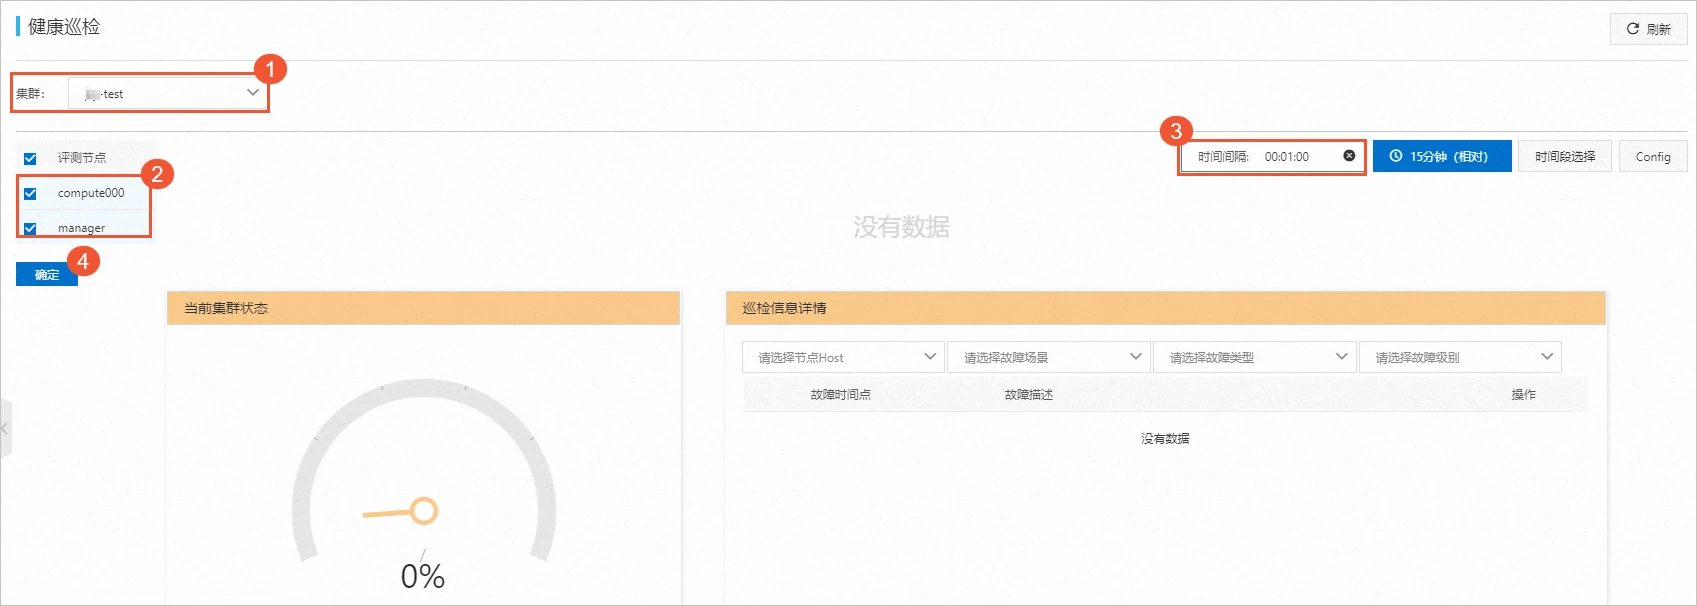 健康巡检
刷新
1
集群:
-test
3
评测节点
时间间隔: 00:01:00
15分钟（相对）
时间段选择
Config
2
compute000
manager
没有数据
4
确定
当前集群状态
巡检信息详情
请选择节点Host
请选择故障场景
请选择故障类型
请选择故障级别
故障时间点
故障描述
操作
没有数据
/
0%